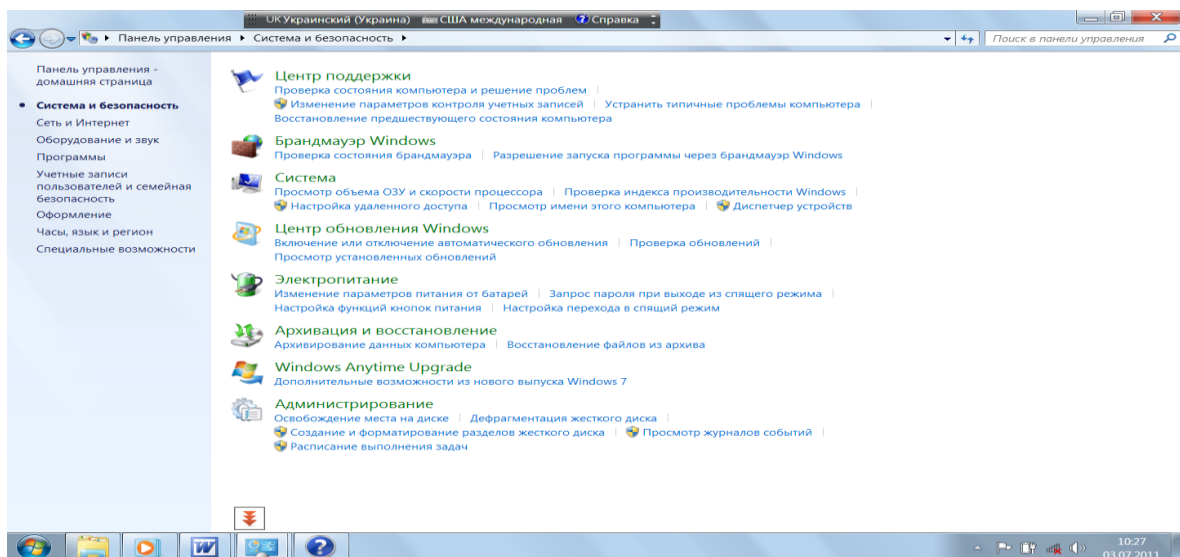 UK Украинский (Украина) США международная Справка
Панель управления Система и безопасность
Поиск в панели управления
Панель управления -
домашняя страница
Система и безопасность
Сеть и Интернет
Оборудование и звук
Программы
Учетные записи
пользователей и семейная
безопасность
Оформление
Часы, язык и регион
Специальные возможности
Центр поддержки
Проверка состояния компьютера и решение проблем
Изменение параметров контроля учетных записей Устранить типичные проблемы компьютера
Восстановление предшествующего состояния компьютера
Брандмауэр Windows
Проверка состояния брандмауэра Разрешение запуска программы через брандмауэр Windows
Система
Просмотр объема ОЗУ и скорости процессора Проверка индекса производительности Windows
Настройка удаленного доступа Просмотр имени этого компьютера Диспетчер устройств
Центр обновления Windows
Включение или отключение автоматического обновления Проверка обновлений
Просмотр установленных обновлений
Электропитание
Изменение параметров питания от батарей Запрос пароля при выходе из спящего режима
Настройка функций кнопок питания Настройка перехода в спящий режим
Архивация и восстановление
Архивирование данных компьютера Восстановление файлов из архива
Windows Anytime Upgrade
Дополнительные возможности из нового выпуска Windows 7
Администрирование
Освобождение места на диске Дефрагментация жесткого диска
Создание и форматирование разделов жесткого диска Просмотр журналов событий
Расписание выполнения задач
10:27
03.07.2011